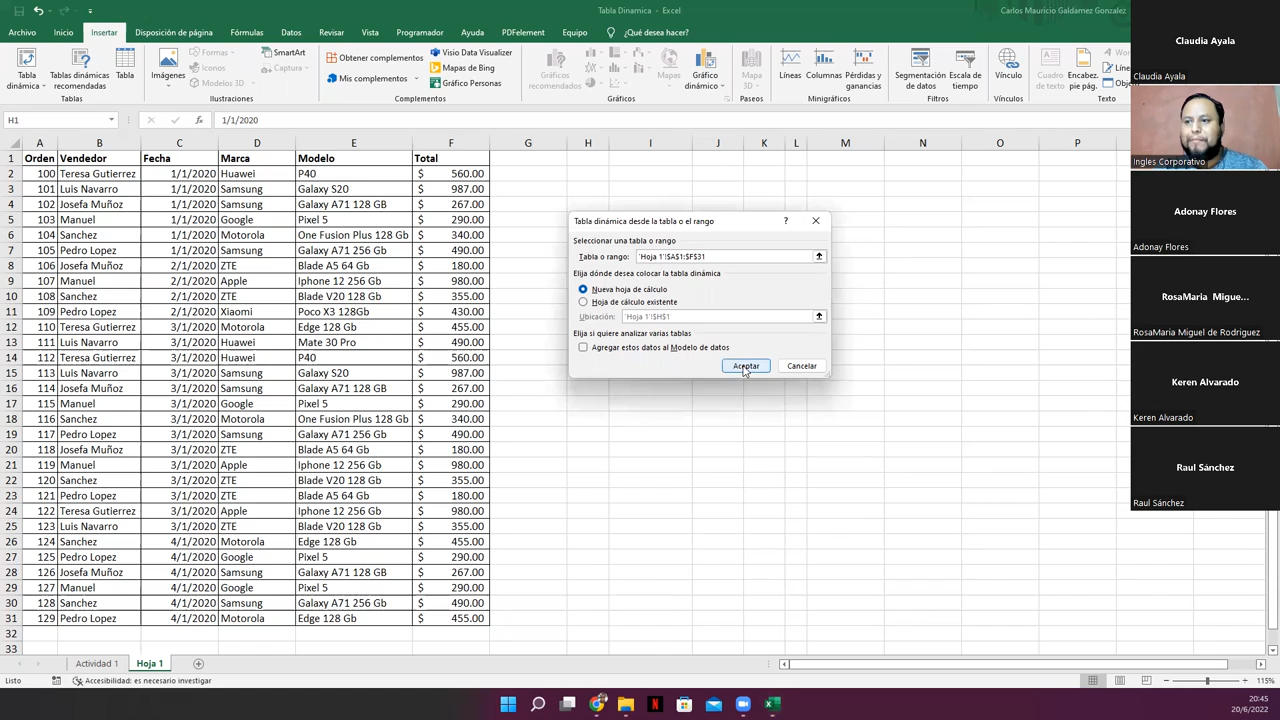 Tabla Dinamica - Excel
Carlos Mauricio Galdamez Gonzalez
Archivo Inicio Insertar Disposición de página Fórmulas Datos Revisar Vista Programador Ayuda PDFelement Equipo ¿Qué desea hacer?
Tabla dinámica
Tablas dinámicas recomendadas
Tabla
Tablas
Imágenes
Formas
Iconos
Modelos 3D
SmartArt
Captura
Ilustraciones
Obtener complementos
Mis complementos
Visio Data Visualizer
Mapas de Bing
Gráfico Personas
Complementos
Gráficos recomendados
Mapas
Gráfico dinámico
Gráficos
Mapa 3D
Paseos
Líneas
Columnas
Pérdidas y ganancias
Minigráficos
Segmentación de datos
Escala de tiempo
Filtros
Vínculo
Vínculos
Cuadro de texto
Encabez. pie pág.
Texto
H1
1/1/2020
A B C D E F G H I J K L M N O P
1 Orden Vendedor Fecha Marca Modelo Total
2 100 Teresa Gutierrez 1/1/2020 Huawei P40 $ 560.00
3 101 Luis Navarro 1/1/2020 Samsung Galaxy S20 $ 987.00
4 102 Josefa Muñoz 1/1/2020 Samsung Galaxy A71 128 GB $ 267.00
5 103 Manuel 1/1/2020 Google Pixel 5 $ 290.00
6 104 Sanchez 1/1/2020 Motorola One Fusion Plus 128 GB $ 340.00
7 105 Pedro Lopez 1/1/2020 Samsung Galaxy A71 256 GB $ 490.00
8 106 Josefa Muñoz 2/1/2020 ZTE Blade A5 64 Gb $ 180.00
9 107 Manuel 2/1/2020 Apple Iphone 12 256 Gb $ 980.00
10 108 Sanchez 2/1/2020 ZTE Blade V20 128 Gb $ 355.00
11 109 Manuel 2/1/2020 Xiaomi Poco X3 128Gb $ 430.00
12 110 Teresa Gutierrez 3/1/2020 Motorola Edge 128 Gb $ 455.00
13 111 Luis Navarro 3/1/2020 Huawei Mate 30 Pro $ 430.00
14 112 Teresa Gutierrez 3/1/2020 Huawei P40 $ 560.00
15 113 Luis Navarro 3/1/2020 Samsung Galaxy S20 $ 987.00
16 114 Josefa Muñoz 3/1/2020 Samsung Galaxy A71 128 GB $ 267.00
17 115 Manuel 3/1/2020 Google Pixel 5 $ 290.00
18 116 Sanchez 3/1/2020 Motorola One Fusion Plus 128 GB $ 340.00
19 117 Pedro Lopez 3/1/2020 Samsung Galaxy A71 256 GB $ 490.00
20 118 Josefa Muñoz 3/1/2020 ZTE Blade A5 64 Gb $ 180.00
21 119 Manuel 3/1/2020 Apple Iphone 12 256 Gb $ 980.00
22 120 Sanchez 3/1/2020 ZTE Blade V20 128 Gb $ 355.00
23 121 Pedro Lopez 3/1/2020 ZTE Blade A5 64 Gb $ 180.00
24 122 Teresa Gutierrez 3/1/2020 Apple Iphone 12 256 Gb $ 980.00
25 123 Luis Navarro 3/1/2020 ZTE Blade V20 128 Gb $ 355.00
26 124 Sanchez 4/1/2020 Motorola Edge 128 Gb $ 455.00
27 125 Pedro Lopez 4/1/2020 Google Pixel 5 $ 290.00
28 126 Josefa Muñoz 4/1/2020 Samsung Galaxy A71 128 GB $ 267.00
29 127 Manuel 4/1/2020 Google Pixel 5 $ 290.00
30 128 Sanchez 4/1/2020 Samsung Galaxy A71 256 GB $ 490.00
31 129 Pedro Lopez 4/1/2020 Motorola Edge 128 Gb $ 455.00
32
33
Tabla dinámica desde la tabla o el rango ?
Seleccionar una tabla o rango
Tabla o rango: 'Hoja 1'!$A$1:$F$31
Elija dónde desea colocar la tabla dinámica
Nueva hoja de cálculo
Hoja de cálculo existente
Ubicación: 'Hoja 1'!$H$1
Elija si quiere analizar varias tablas
Agregar estos datos al Modelo de datos
Aceptar Cancelar
Claudia Ayala
Claudia Ayala
Ingles Corporativo
Adonay Flores
Adonay Flores
RosaMaria Migue...
RosaMaria Miguel de Rodriguez
Keren Alvarado
Keren Alvarado
Raul Sánchez
Raul Sánchez
Actividad 1 Hoja 1
Listo Accesibilidad: es necesario investigar 115%
20:45
20/6/2022